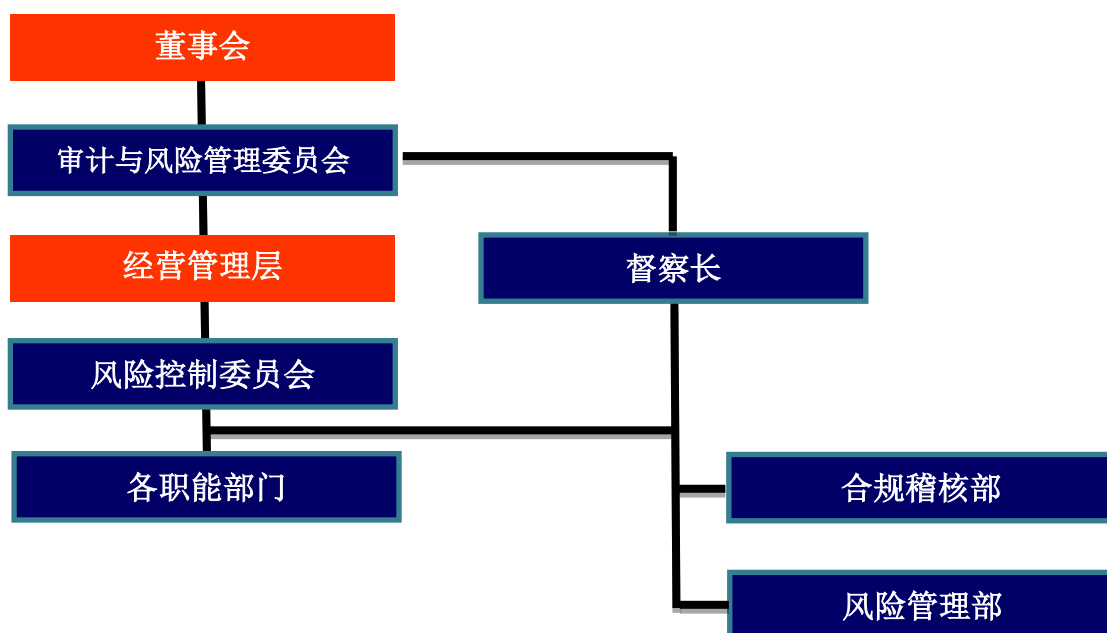 董事会
审计与风险管理委员会
经营管理层
督察长
风险控制委员会
各职能部门
合规稽核部
风险管理部